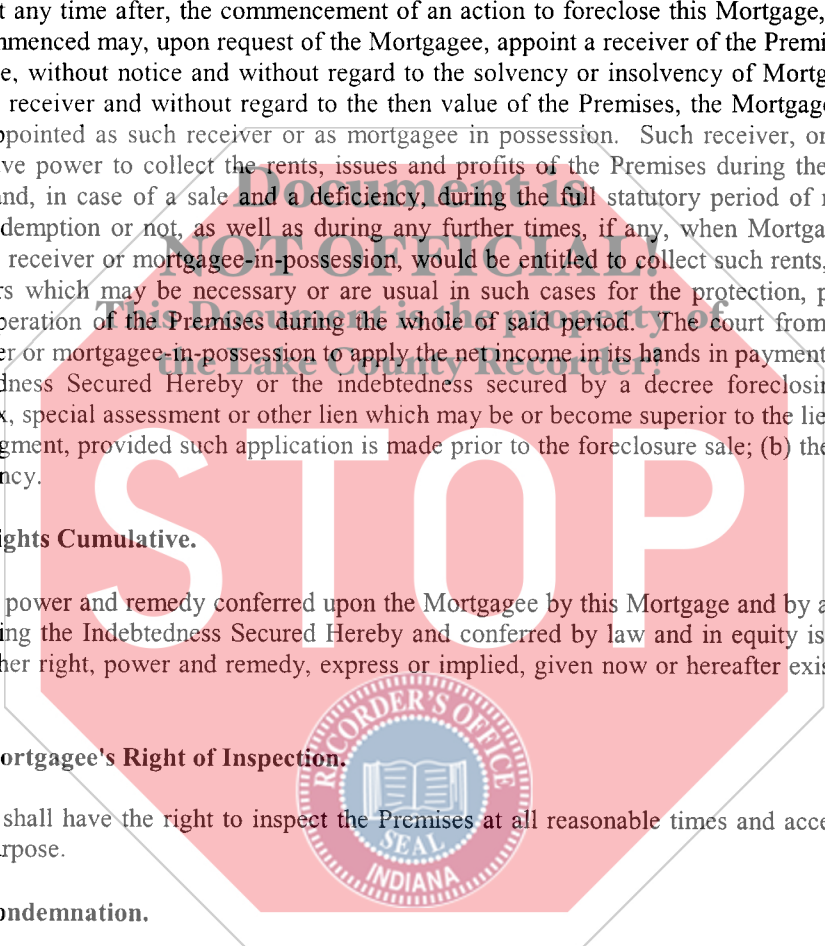 t any time after, the commencement of an action to foreclose this Mortgage,
mmenced may, upon request of the Mortgagee, appoint a receiver of the Premi
e, without notice and without regard to the solvency or insolvency of Mortg
receiver and without regard to the then value of the Premises, the Mortgage
ppointed as such receiver or as mortgagee in possession. Such receiver, or
ve power to collect the rents, issues and profits of the Premises during the
Document is
nd, in case of a sale and a deficiency, during the full statutory period of r
demption or not, as well as during any further times, if any, when Mortga
NOT OFFICIAL!
receiver or mortgagee-in-possession, would be entitled to collect such rents,
rs which may be necessary or are usual in such cases for the protection, p
This Document is the property of
peration of the Premises during the whole of said period. The court from
er or mortgagee-in-possession to apply the net income in its hands in payment
the Lake County Recorder!
dness Secured Hereby or the indebtedness secured by a decree foreclosin
x, special assessment or other lien which may be or become superior to the lie
gment, provided such application is made prior to the foreclosure sale; (b) the
ncy.
STOP
ights Cumulative.
power and remedy conferred upon the Mortgagee by this Mortgage and by a
ing the Indebtedness Secured Hereby and conferred by law and in equity is
her right, power and remedy, express or implied, given now or hereafter exis
RECORDER'S OFFICE
ortgagee's Right of Inspection.
shall have the right to inspect the Premises at all reasonable times and acce
rpose.
SEAL
INDIANA
ondemnation.